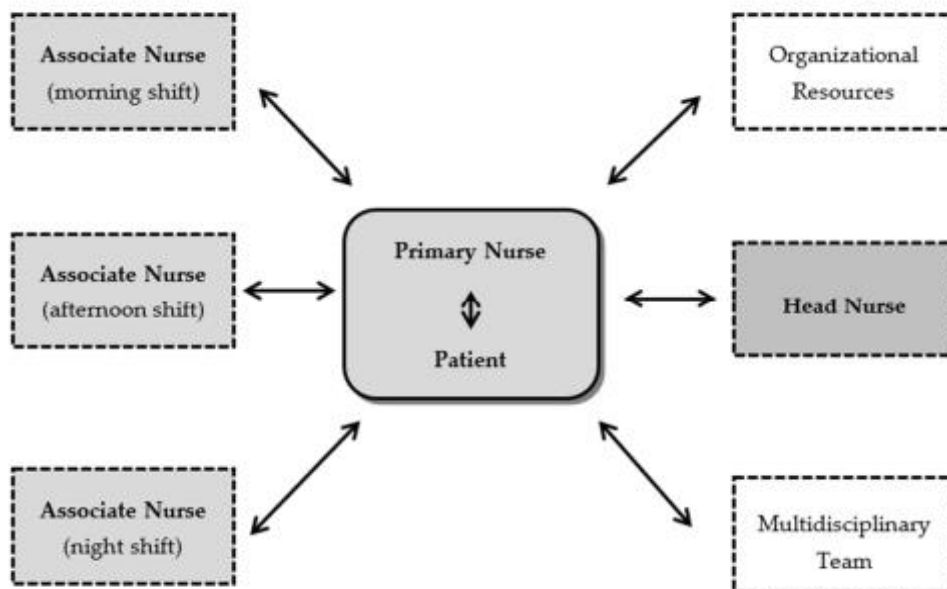 Associate Nurse
(morning shift)
Organizational
Resources
Primary Nurse
Patient
Associate Nurse
(afternoon shift)
Head Nurse
Associate Nurse
(night shift)
Multidisciplinary
Team